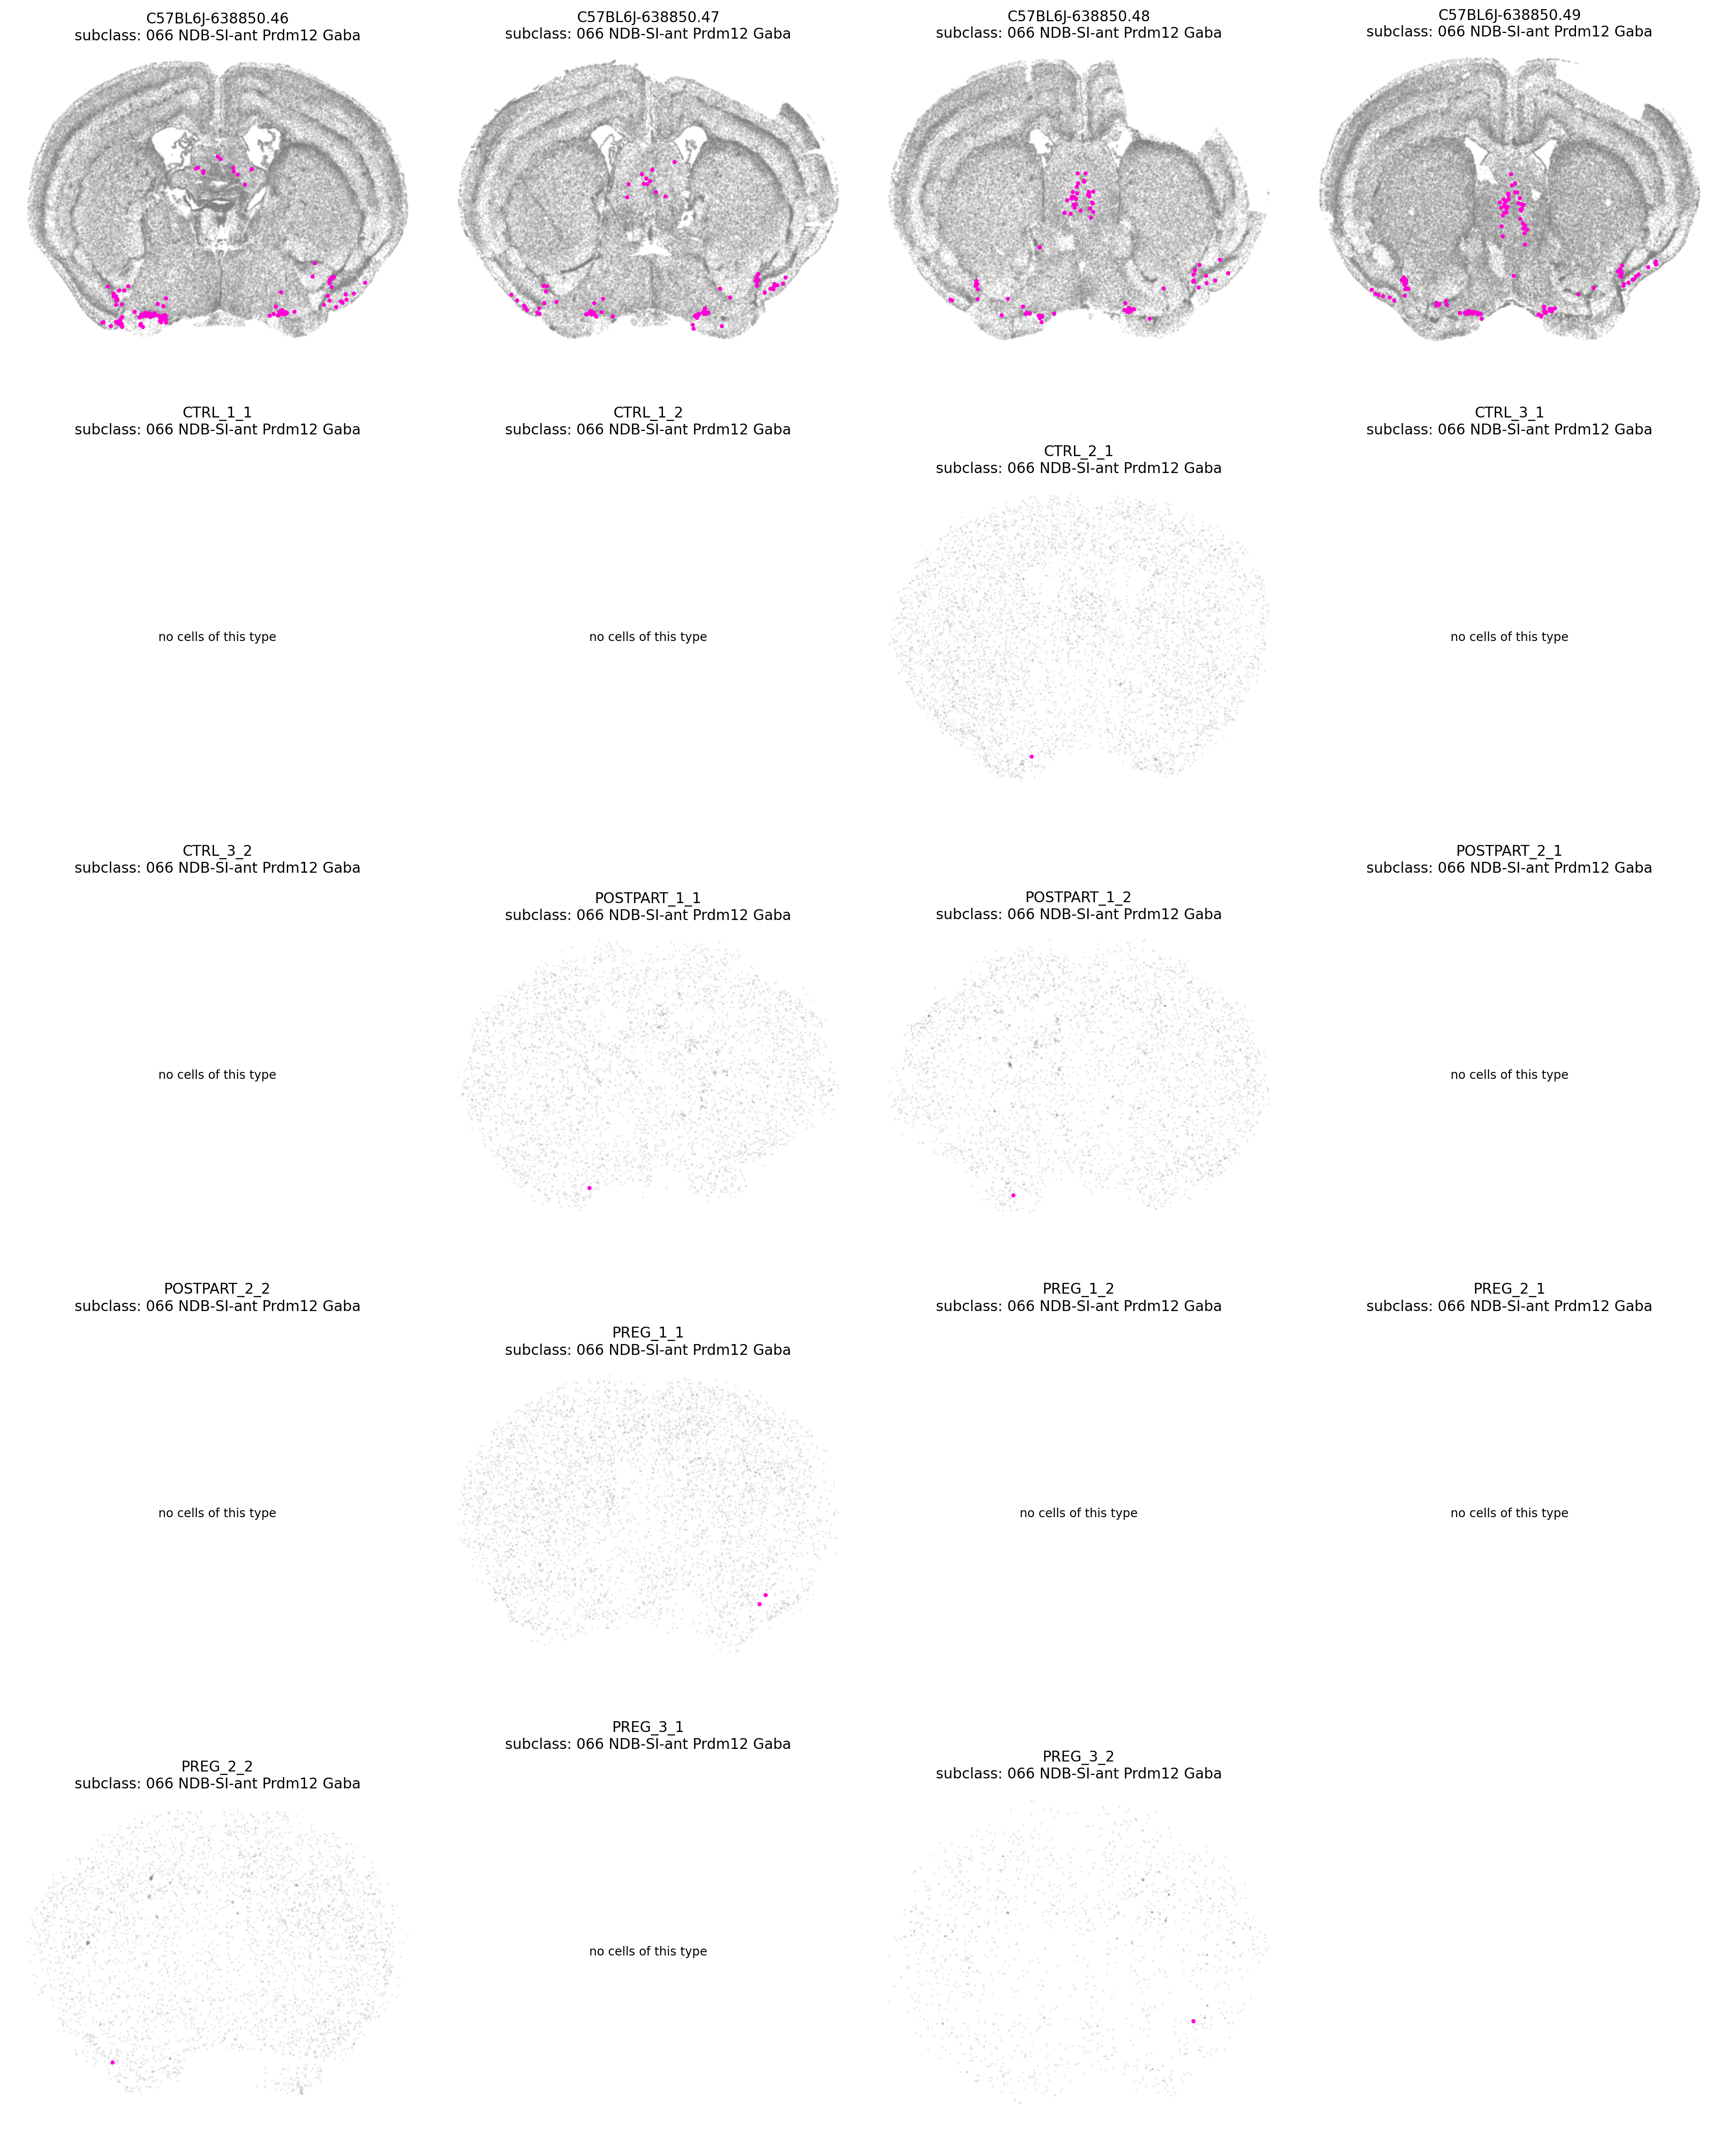 C57BL6J-638850.46
subclass: 066 NDB-SI-ant Prdm12 Gaba
C57BL6J-638850.47
subclass: 066 NDB-SI-ant Prdm12 Gaba
C57BL6J-638850.48
subclass: 066 NDB-SI-ant Prdm12 Gaba
C57BL6J-638850.49
subclass: 066 NDB-SI-ant Prdm12 Gaba
CTRL_1_1
subclass: 066 NDB-SI-ant Prdm12 Gaba
no cells of this type
CTRL_1_2
subclass: 066 NDB-SI-ant Prdm12 Gaba
no cells of this type
CTRL_2_1
subclass: 066 NDB-SI-ant Prdm12 Gaba
CTRL_3_1
subclass: 066 NDB-SI-ant Prdm12 Gaba
no cells of this type
CTRL_3_2
subclass: 066 NDB-SI-ant Prdm12 Gaba
no cells of this type
POSTPART_1_1
subclass: 066 NDB-SI-ant Prdm12 Gaba
POSTPART_1_2
subclass: 066 NDB-SI-ant Prdm12 Gaba
POSTPART_2_1
subclass: 066 NDB-SI-ant Prdm12 Gaba
no cells of this type
POSTPART_2_2
subclass: 066 NDB-SI-ant Prdm12 Gaba
no cells of this type
PREG_1_1
subclass: 066 NDB-SI-ant Prdm12 Gaba
PREG_1_2
subclass: 066 NDB-SI-ant Prdm12 Gaba
no cells of this type
PREG_2_1
subclass: 066 NDB-SI-ant Prdm12 Gaba
no cells of this type
PREG_2_2
subclass: 066 NDB-SI-ant Prdm12 Gaba
PREG_3_1
subclass: 066 NDB-SI-ant Prdm12 Gaba
no cells of this type
PREG_3_2
subclass: 066 NDB-SI-ant Prdm12 Gaba